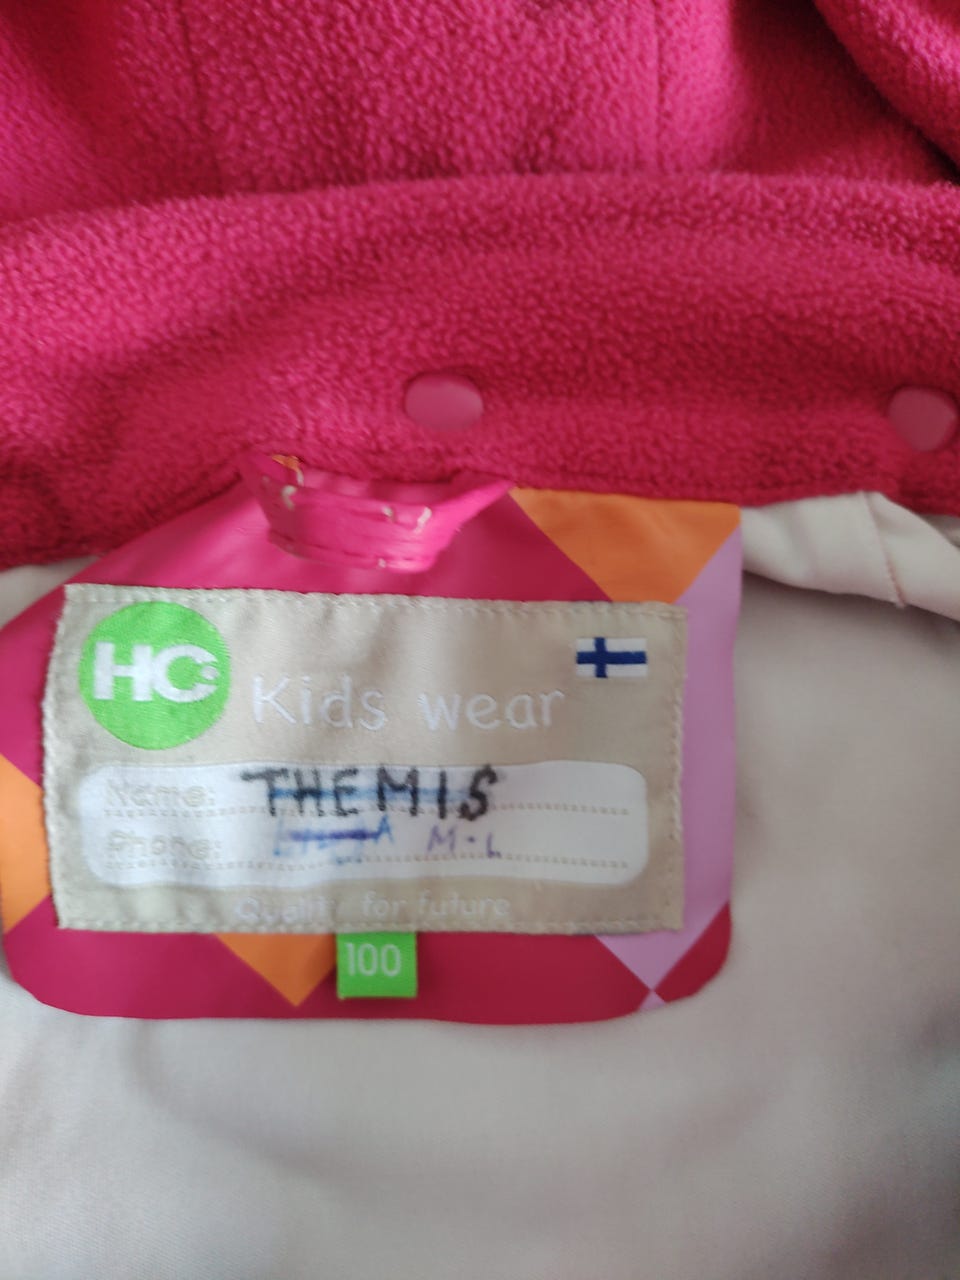 HC
Kids wear
Name: THEMIS
Phone: M-L
Quality for future
100